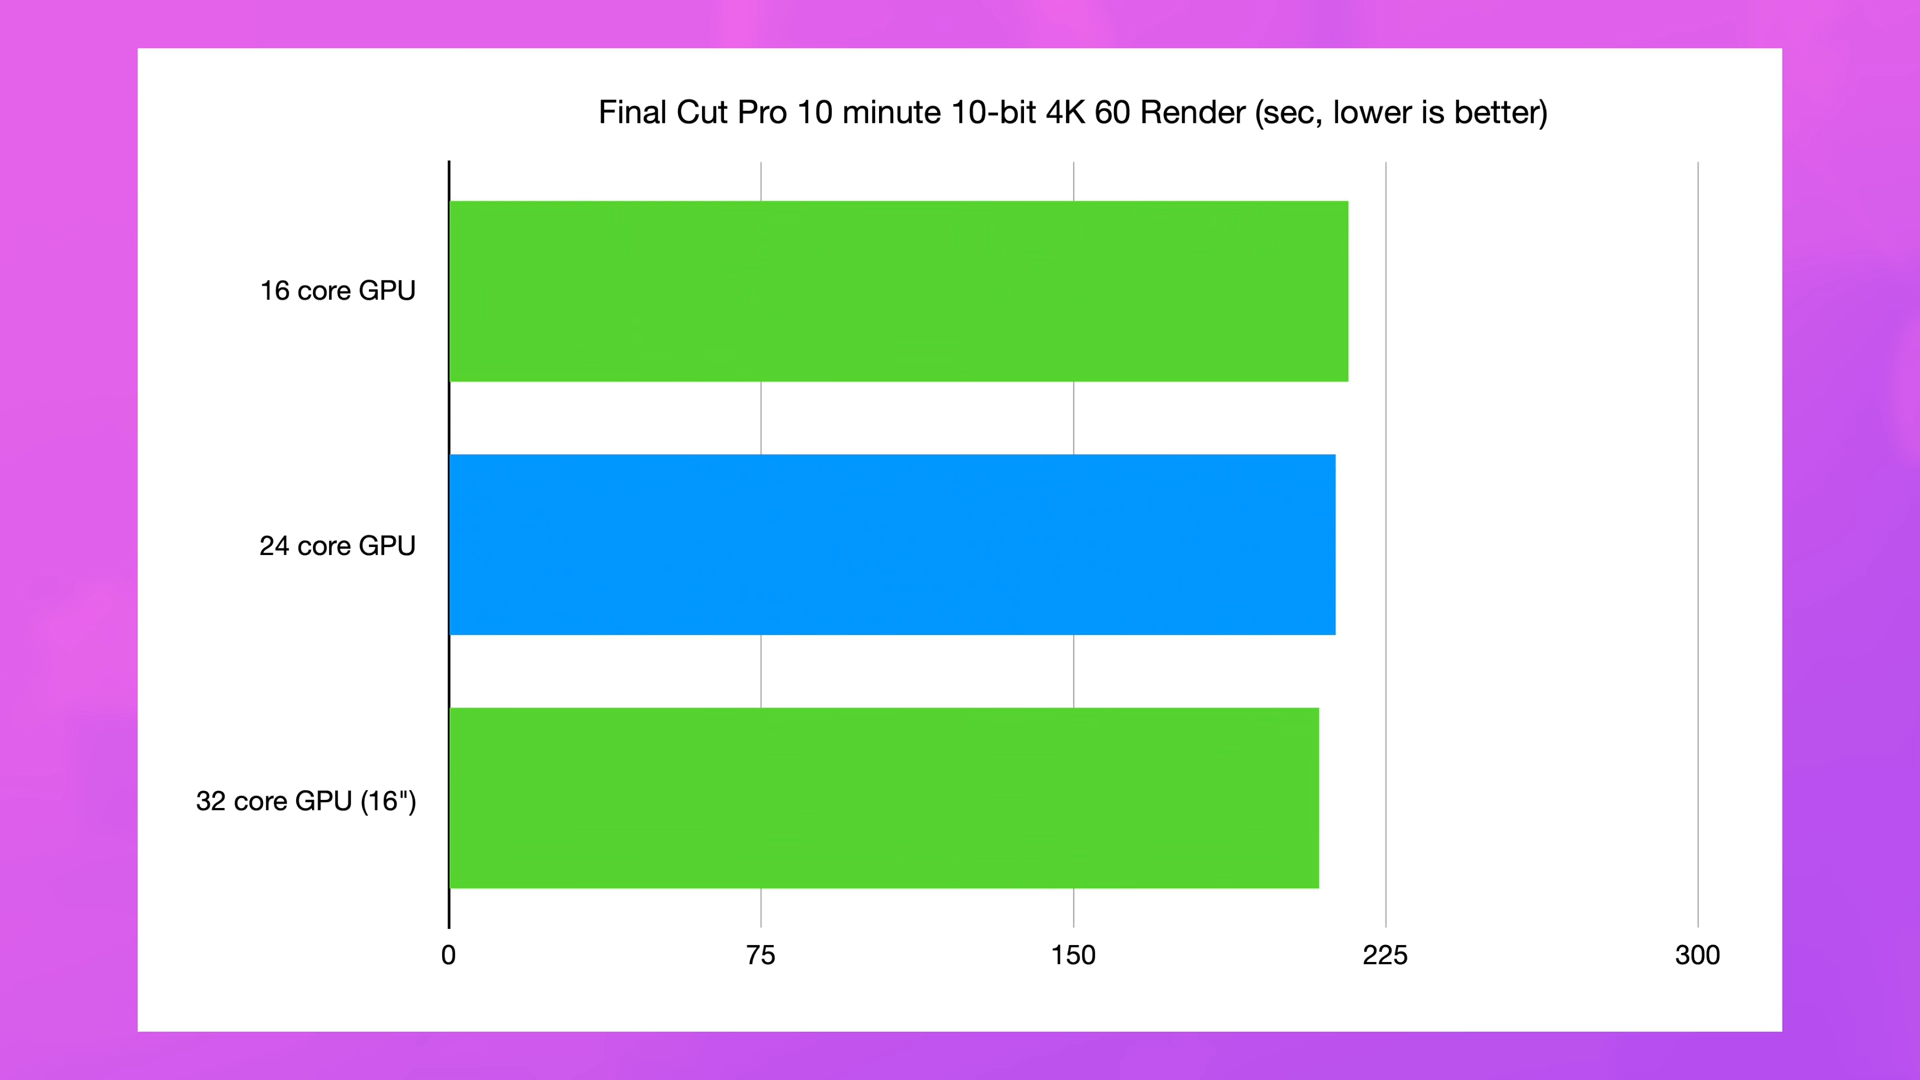 Final Cut Pro 10 minute 10-bit 4K 60 Render (sec, lower is better)
16 core GPU
24 core GPU
32 core GPU (16")
0 75 150 225 300